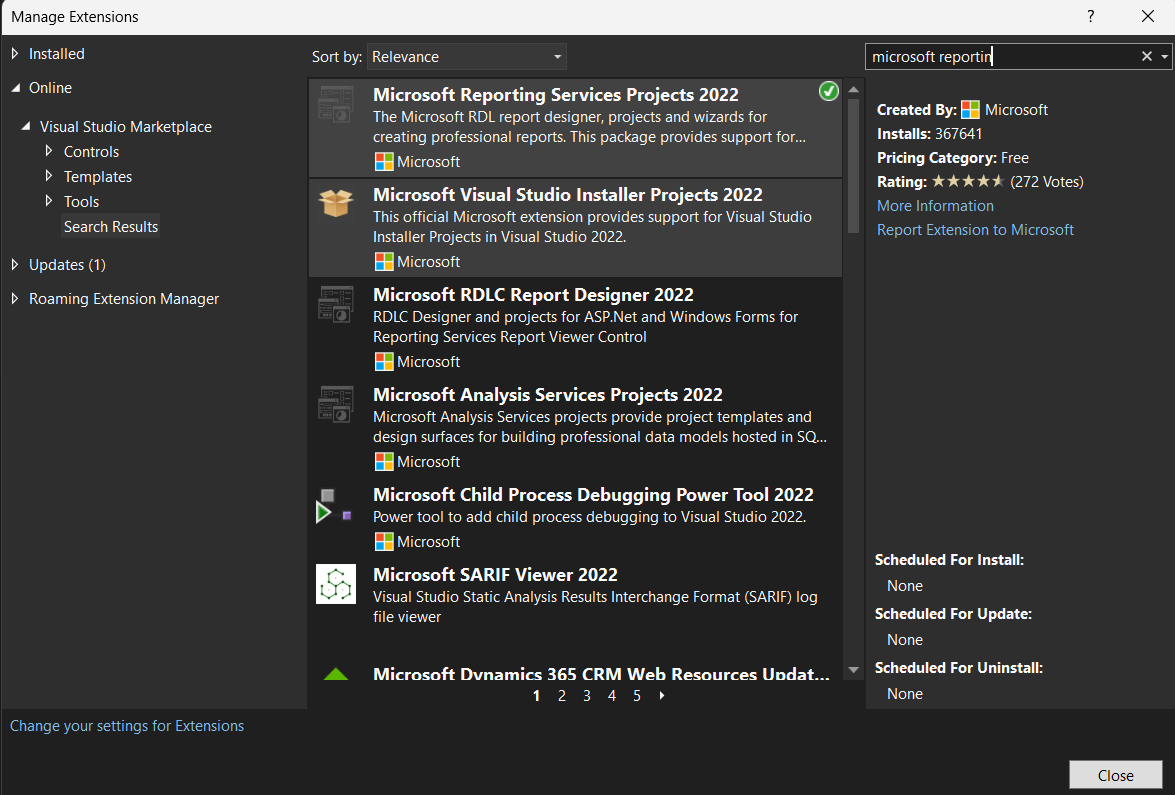 Manage Extensions
?
Installed
Online
Visual Studio Marketplace
Controls
Templates
Tools
Search Results
Updates (1)
Roaming Extension Manager
Sort by: Relevance
microsoft reportin
Microsoft Reporting Services Projects 2022
The Microsoft RDL report designer, projects and wizards for
creating professional reports. This package provides support for...
Microsoft
Microsoft Visual Studio Installer Projects 2022
This official Microsoft extension provides support for Visual Studio
Installer Projects in Visual Studio 2022.
Microsoft
Microsoft RDLC Report Designer 2022
RDLC Designer and projects for ASP.Net and Windows Forms for
Reporting Services Report Viewer Control
Microsoft
Microsoft Analysis Services Projects 2022
Microsoft Analysis Services projects provide project templates and
design surfaces for building professional data models hosted in SQ...
Microsoft
Microsoft Child Process Debugging Power Tool 2022
Power tool to add child process debugging to Visual Studio 2022.
Microsoft
Microsoft SARIF Viewer 2022
Visual Studio Static Analysis Results Interchange Format (SARIF) log
file viewer
Microsoft Dynamics 365 CRM Web Resources Updat...
1 2 3 4 5
Created By: Microsoft
Installs: 367641
Pricing Category: Free
Rating: (272 Votes)
More Information
Report Extension to Microsoft
Scheduled For Install:
None
Scheduled For Update:
None
Scheduled For Uninstall:
None
Change your settings for Extensions
Close